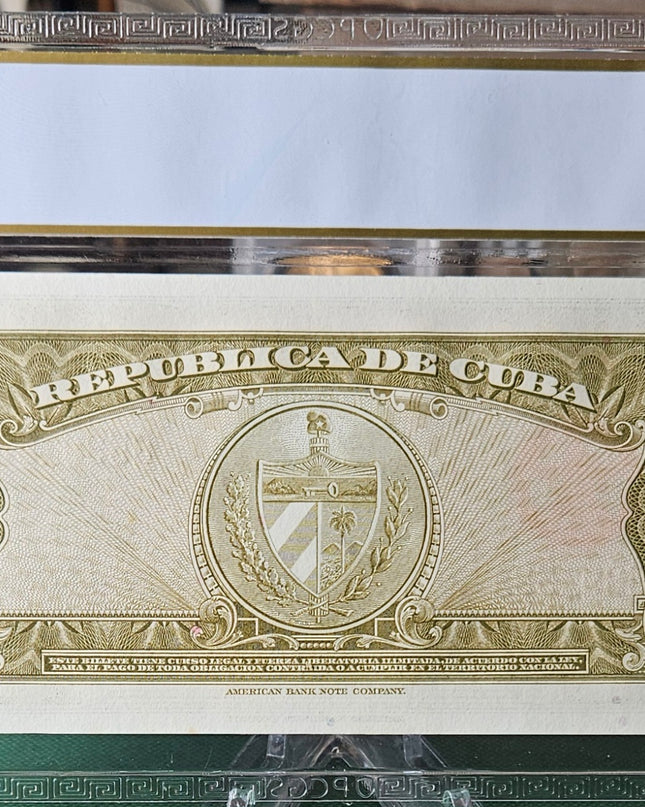 REPUBLICA DE CUBA
ESTE BILLETE TIENE CURSO LEGAL Y FUERZA LIBERATORIA ILIMITADA, DE ACUERDO CON LA LEY,
PARA EL PAGO DE TODA OBLIGACION CONTRAIDA O A CUMPLIR EN EL TERRITORIO NACIONAL.
AMERICAN BANK NOTE COMPANY.